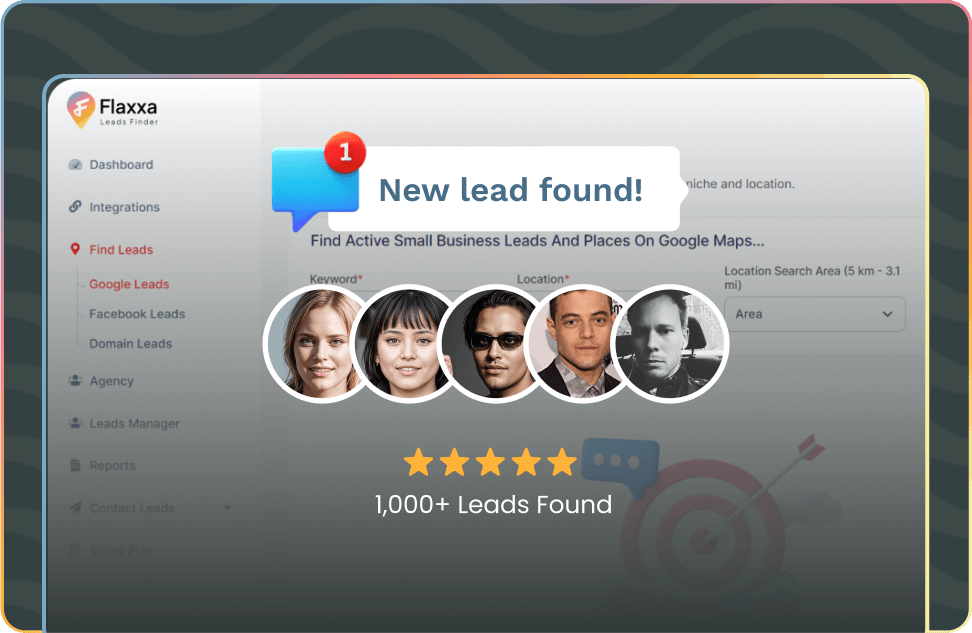 Flaxxa
Leads Finder
Dashboard
Integrations
Find Leads
Google Leads
Facebook Leads
Domain Leads
Agency
Leads Manager
Reports
Contact Leads
Billing Plan
1
New lead found!
niche and location.
Find Active Small Business Leads And Places On Google Maps...
Keyword*
Location*
Location Search Area (5 km - 3.1
mi)
Area
1,000+ Leads Found